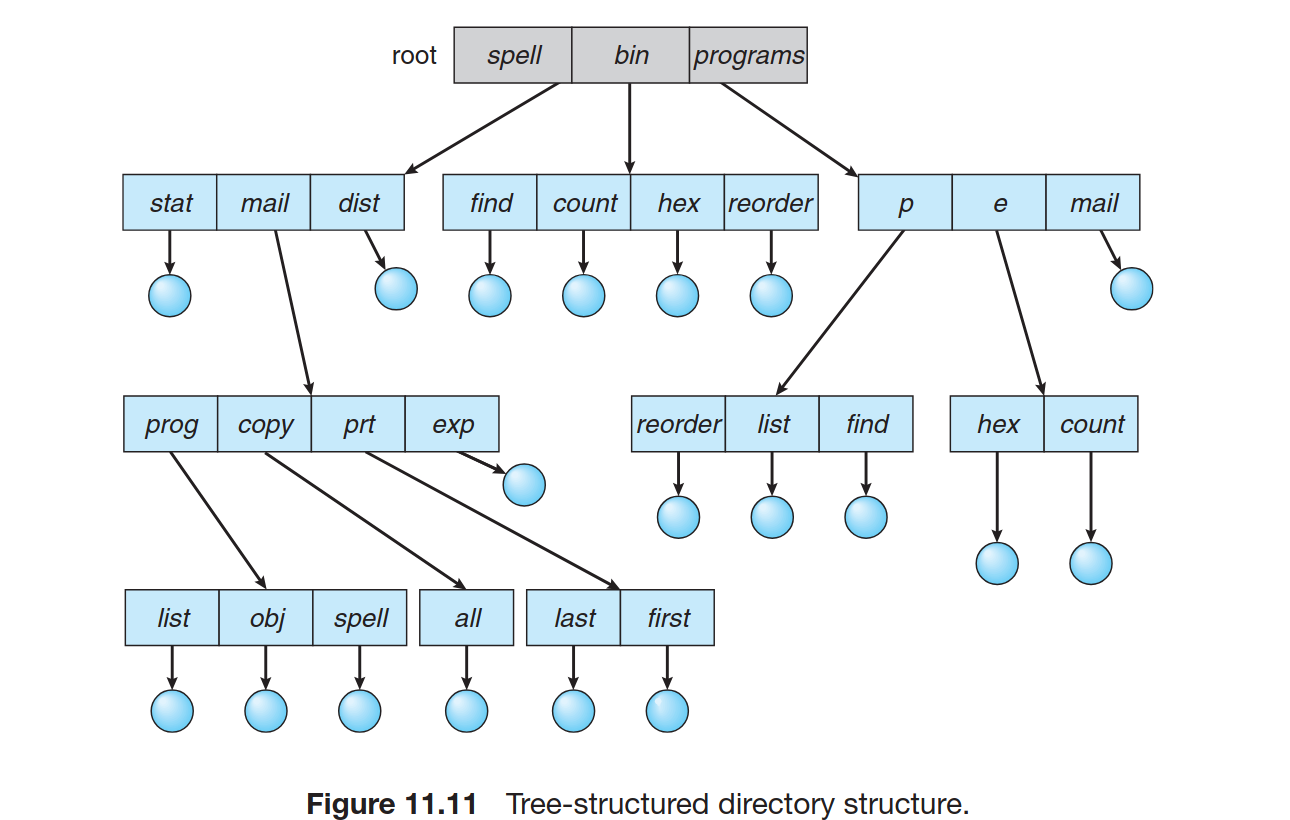 root spell bin programs
stat mail dist find count hex reorder p e mail
prog copy prt exp reorder list find hex count
list obj spell all last first
Figure 11.11 Tree-structured directory structure.